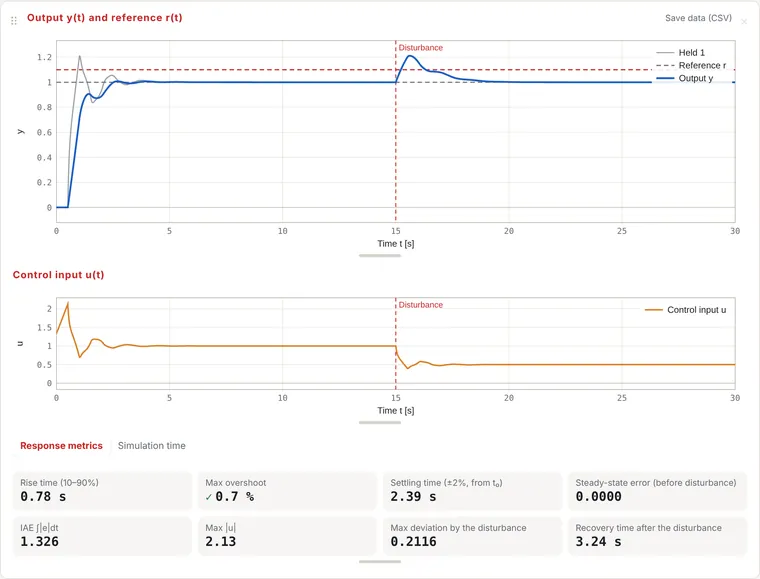 Output y(t) and reference r(t)
Save data (CSV)
Disturbance
Held 1
Reference r
Output y
1.2
1
0.8
0.6
0.4
0.2
0
y
0 5 10 15 20 25 30
Time t [s]
Control input u(t)
Disturbance
Control input u
2
1.5
1
0.5
0
u
0 5 10 15 20 25 30
Time t [s]
Response metrics
Simulation time
Rise time (10–90%)
0.78 s
Max overshoot
✓ 0.7 %
Settling time (±2%, from t₀)
2.39 s
Steady-state error (before disturbance)
0.0000
IAE ∫|e|dt
1.326
Max |u|
2.13
Max deviation by the disturbance
0.2116
Recovery time after the disturbance
3.24 s